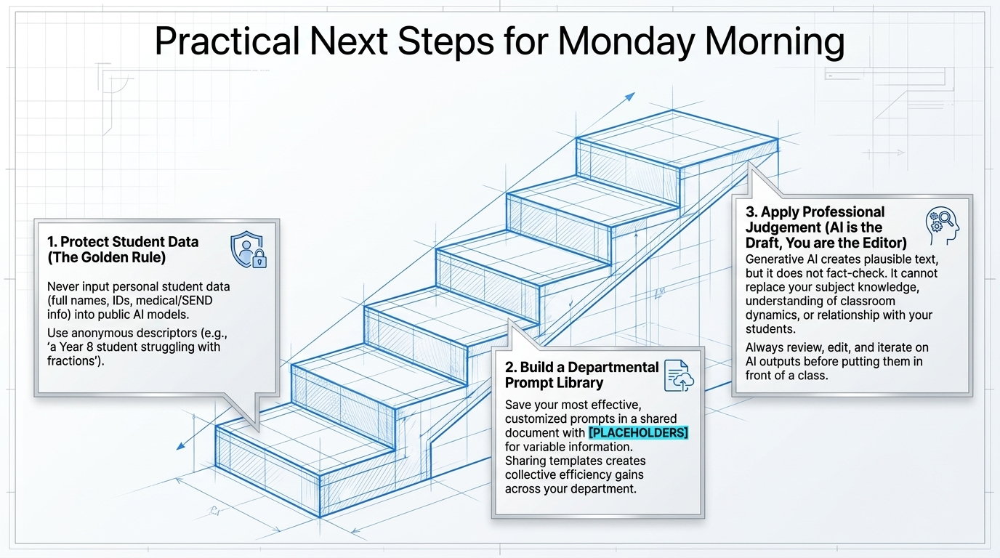 Practical Next Steps for Monday Morning
1. Protect Student Data
(The Golden Rule)
Never input personal student data
(full names, IDs, medical/SEND
info) into public AI models.
Use anonymous descriptors (e.g.,
‘a Year 8 student struggling with
fractions’).
2. Build a Departmental
Prompt Library
Save your most effective,
customized prompts in a shared
document with [PLACEHOLDERS]
for variable information.
Sharing templates creates
collective efficiency gains
across your department.
3. Apply Professional
Judgement (AI is the
Draft, You are the Editor)
Generative AI creates plausible text,
but it does not fact-check. It cannot
replace your subject knowledge,
understanding of classroom
dynamics, or relationship with your
students.
Always review, edit, and iterate on
AI outputs before putting them in
front of a class.